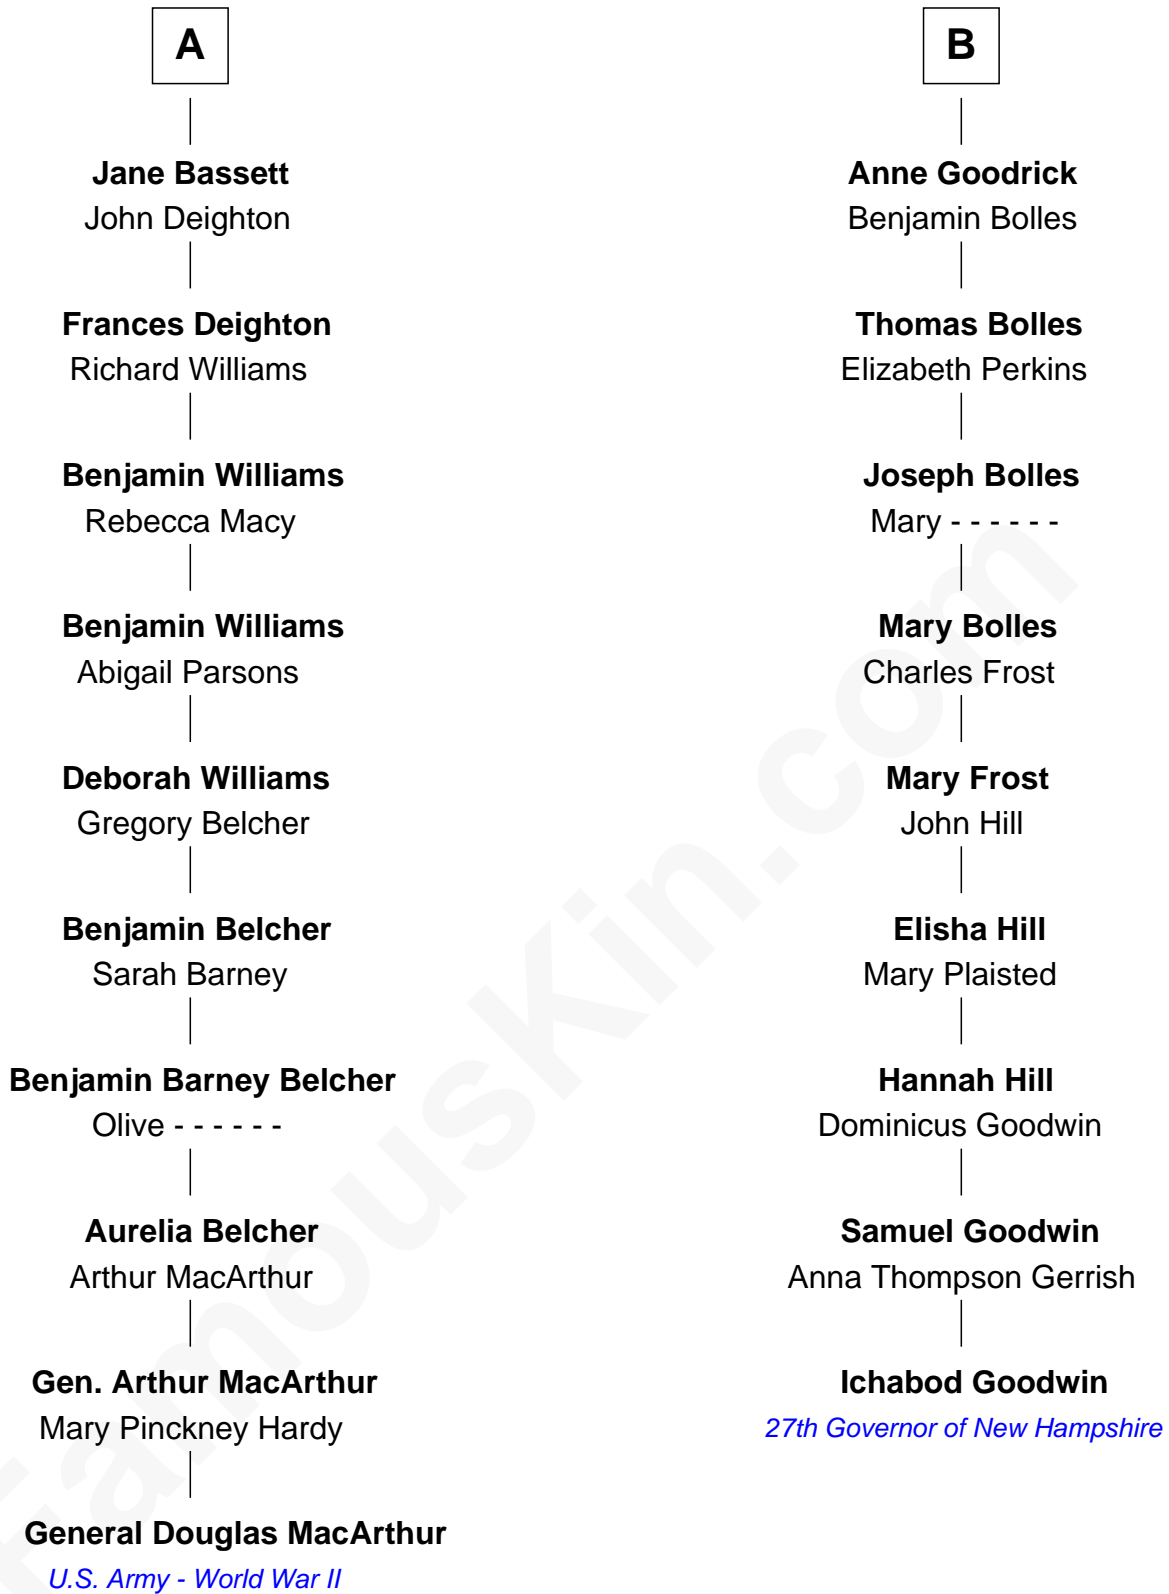 A
Jane Bassett
John Deighton
Frances Deighton
Richard Williams
Benjamin Williams
Rebecca Macy
Benjamin Williams
Abigail Parsons
Deborah Williams
Gregory Belcher
Benjamin Belcher
Sarah Barney
Benjamin Barney Belcher
Olive - - - - - -
Aurelia Belcher
Arthur MacArthur
Gen. Arthur MacArthur
Mary Pinckney Hardy
General Douglas MacArthur
U.S. Army - World War II
B
Anne Goodrick
Benjamin Bolles
Thomas Bolles
Elizabeth Perkins
Joseph Bolles
Mary - - - - - -
Mary Bolles
Charles Frost
Mary Frost
John Hill
Elisha Hill
Mary Plaisted
Hannah Hill
Dominicus Goodwin
Samuel Goodwin
Anna Thompson Gerrish
Ichabod Goodwin
27th Governor of New Hampshire
FamousKin.com